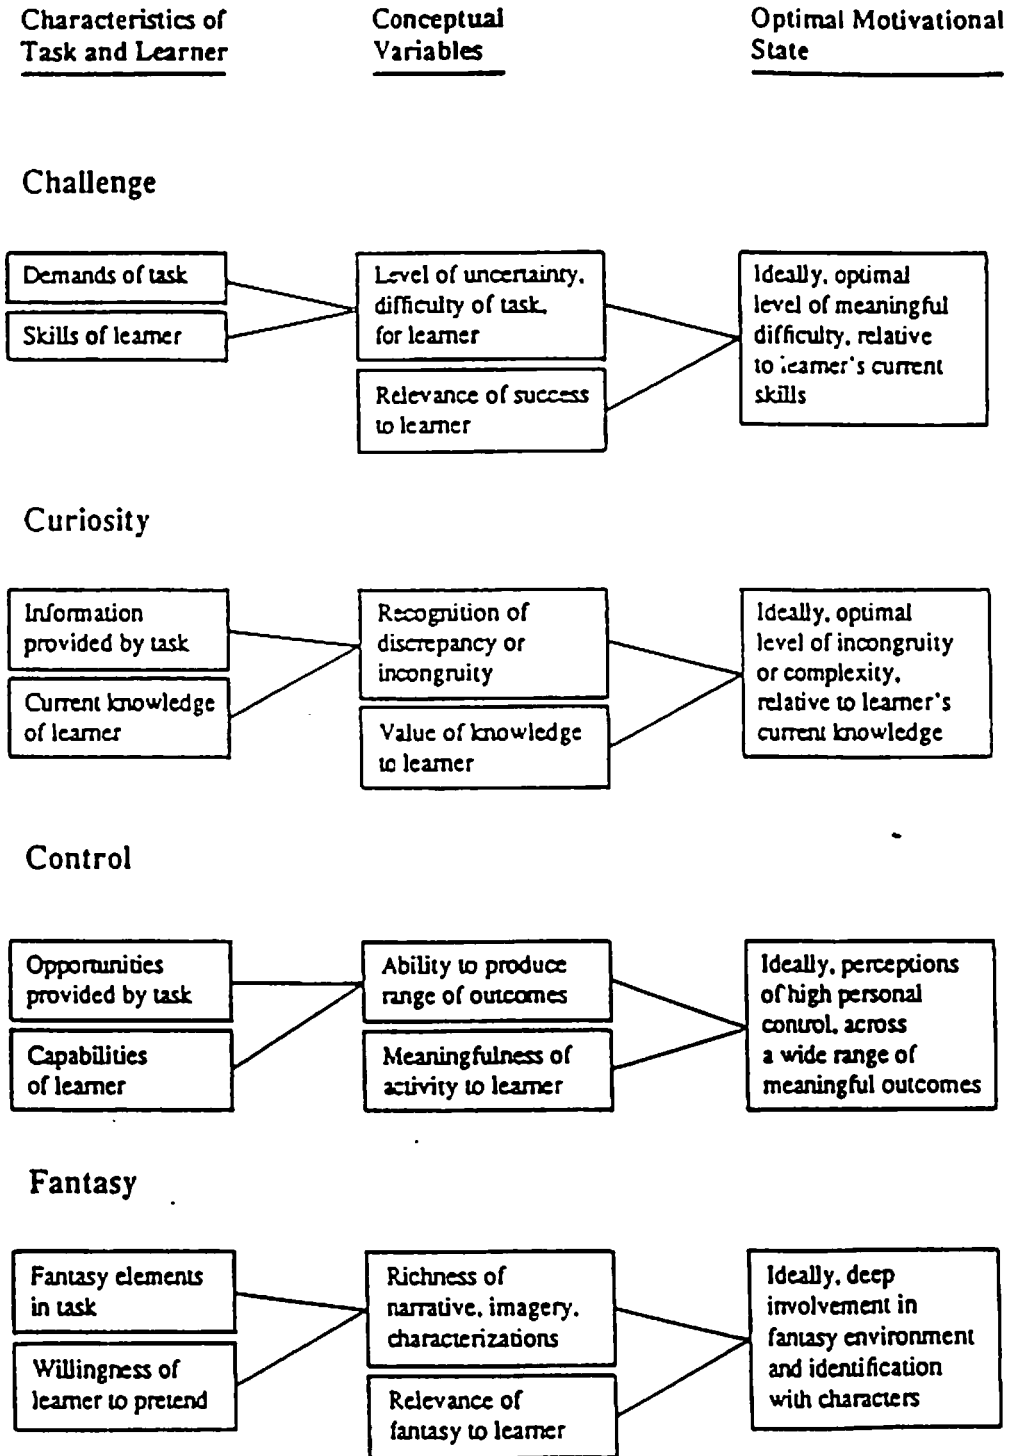 Characteristics of
Task and Learner
Conceptual
Variables
Optimal Motivational
State
Challenge
Demands of task
Skills of learner
Level of uncertainty,
difficulty of task,
for learner
Relevance of success
to learner
Ideally, optimal
level of meaningful
difficulty, relative
to learner's current
skills
Curiosity
Information
provided by task
Current knowledge
of learner
Recognition of
discrepancy or
incongruity
Value of knowledge
to learner
Ideally, optimal
level of incongruity
or complexity,
relative to learner's
current knowledge
Control
Opportunities
provided by task
Capabilities
of learner
Ability to produce
range of outcomes
Meaningfulness of
activity to learner
Ideally, perceptions
of high personal
control, across
a wide range of
meaningful outcomes
Fantasy
Fantasy elements
in task
Willingness of
learner to pretend
Richness of
narrative, imagery,
characterizations
Relevance of
fantasy to learner
Ideally, deep
involvement in
fantasy environment
and identification
with characters